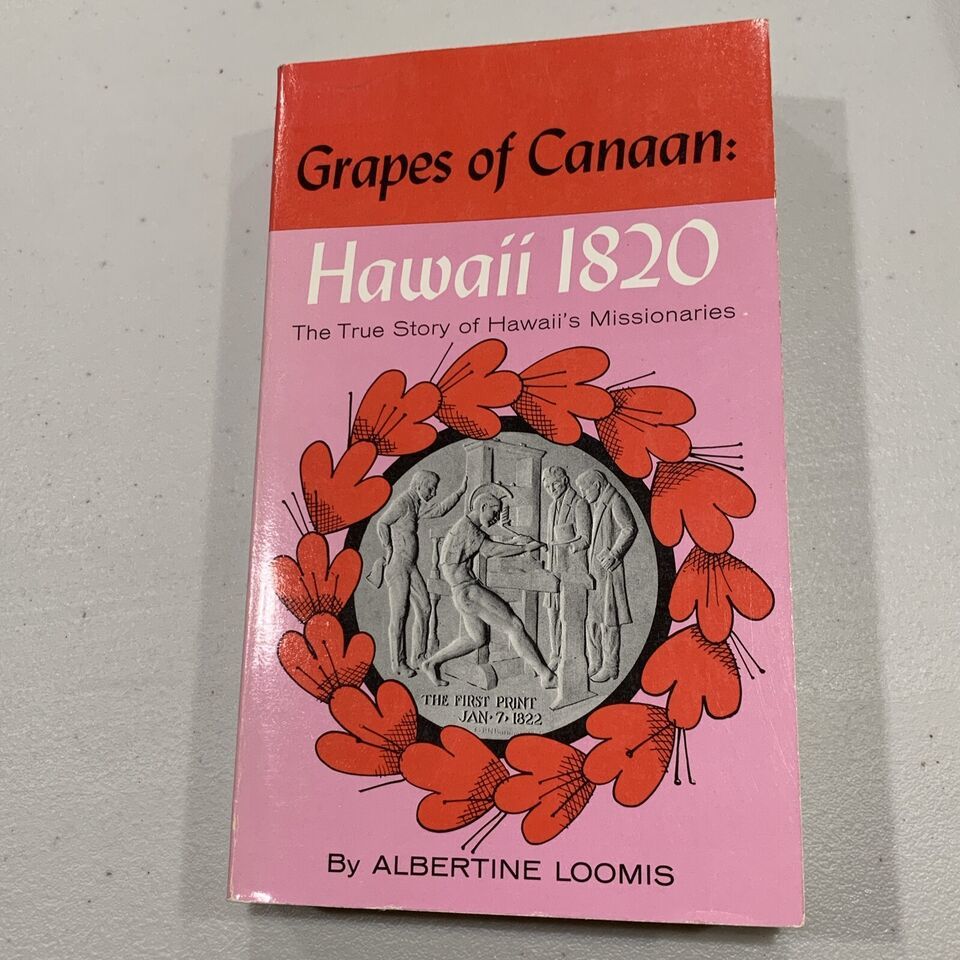 Grapes of Canaan:
Hawaii 1820
The True Story of Hawaii's Missionaries
THE FIRST PRINT
JAN·7·1822
By ALBERTINE LOOMIS